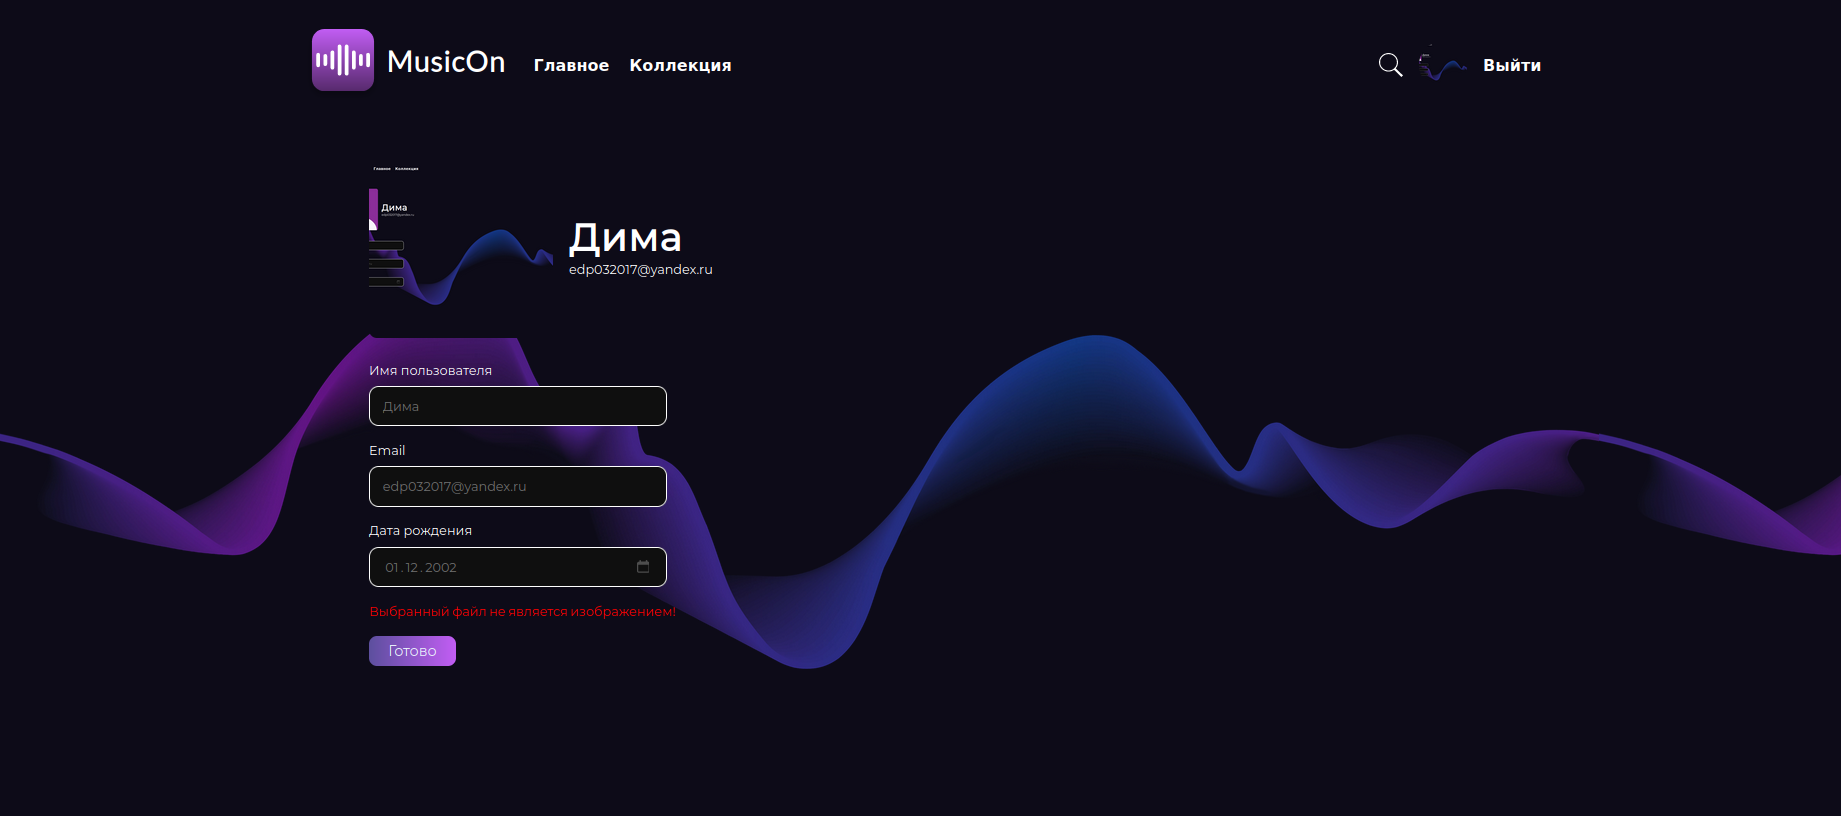 MusicOn
Главное Коллекция
Выйти
Главное Коллекция
Дима
Дима
edp032017@yandex.ru
Имя пользователя
Дима
Email
edp032017@yandex.ru
Дата рождения
01.12.2002
Выбранный файл не является изображением!
Готово